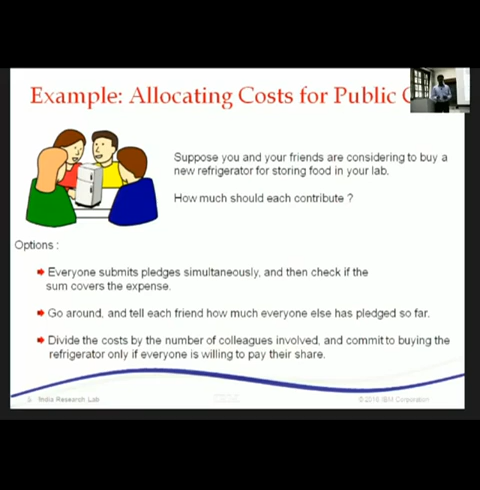 Example: Allocating Costs for Public
Suppose you and your friends are considering to buy a
new refrigerator for storing food in your lab.
How much should each contribute ?
Options :
Everyone submits pledges simultaneously, and then check if the
sum covers the expense.
Go around, and tell each friend how much everyone else has pledged so far.
Divide the costs by the number of colleagues involved, and commit to buying the
refrigerator only if everyone is willing to pay their share.
India Research Lab
IBM Corporation